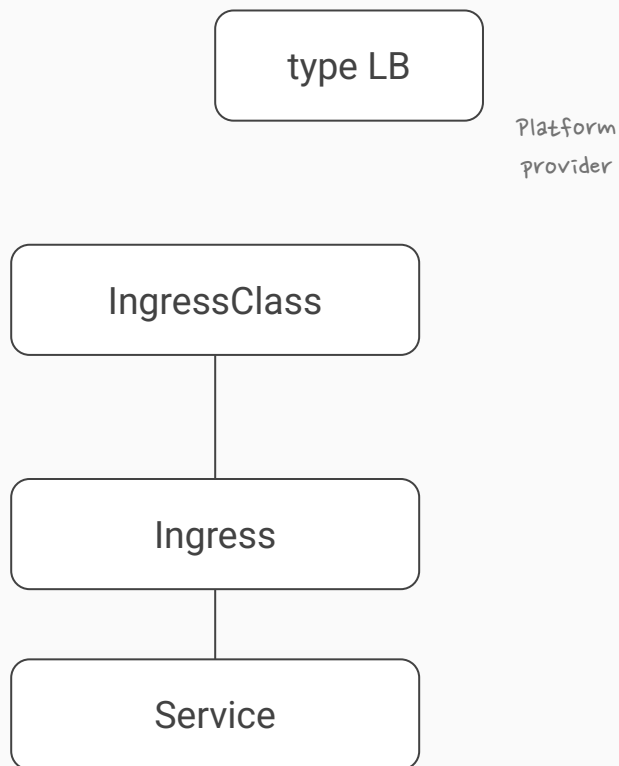 type LB
Platform
provider
IngressClass
Ingress
Service